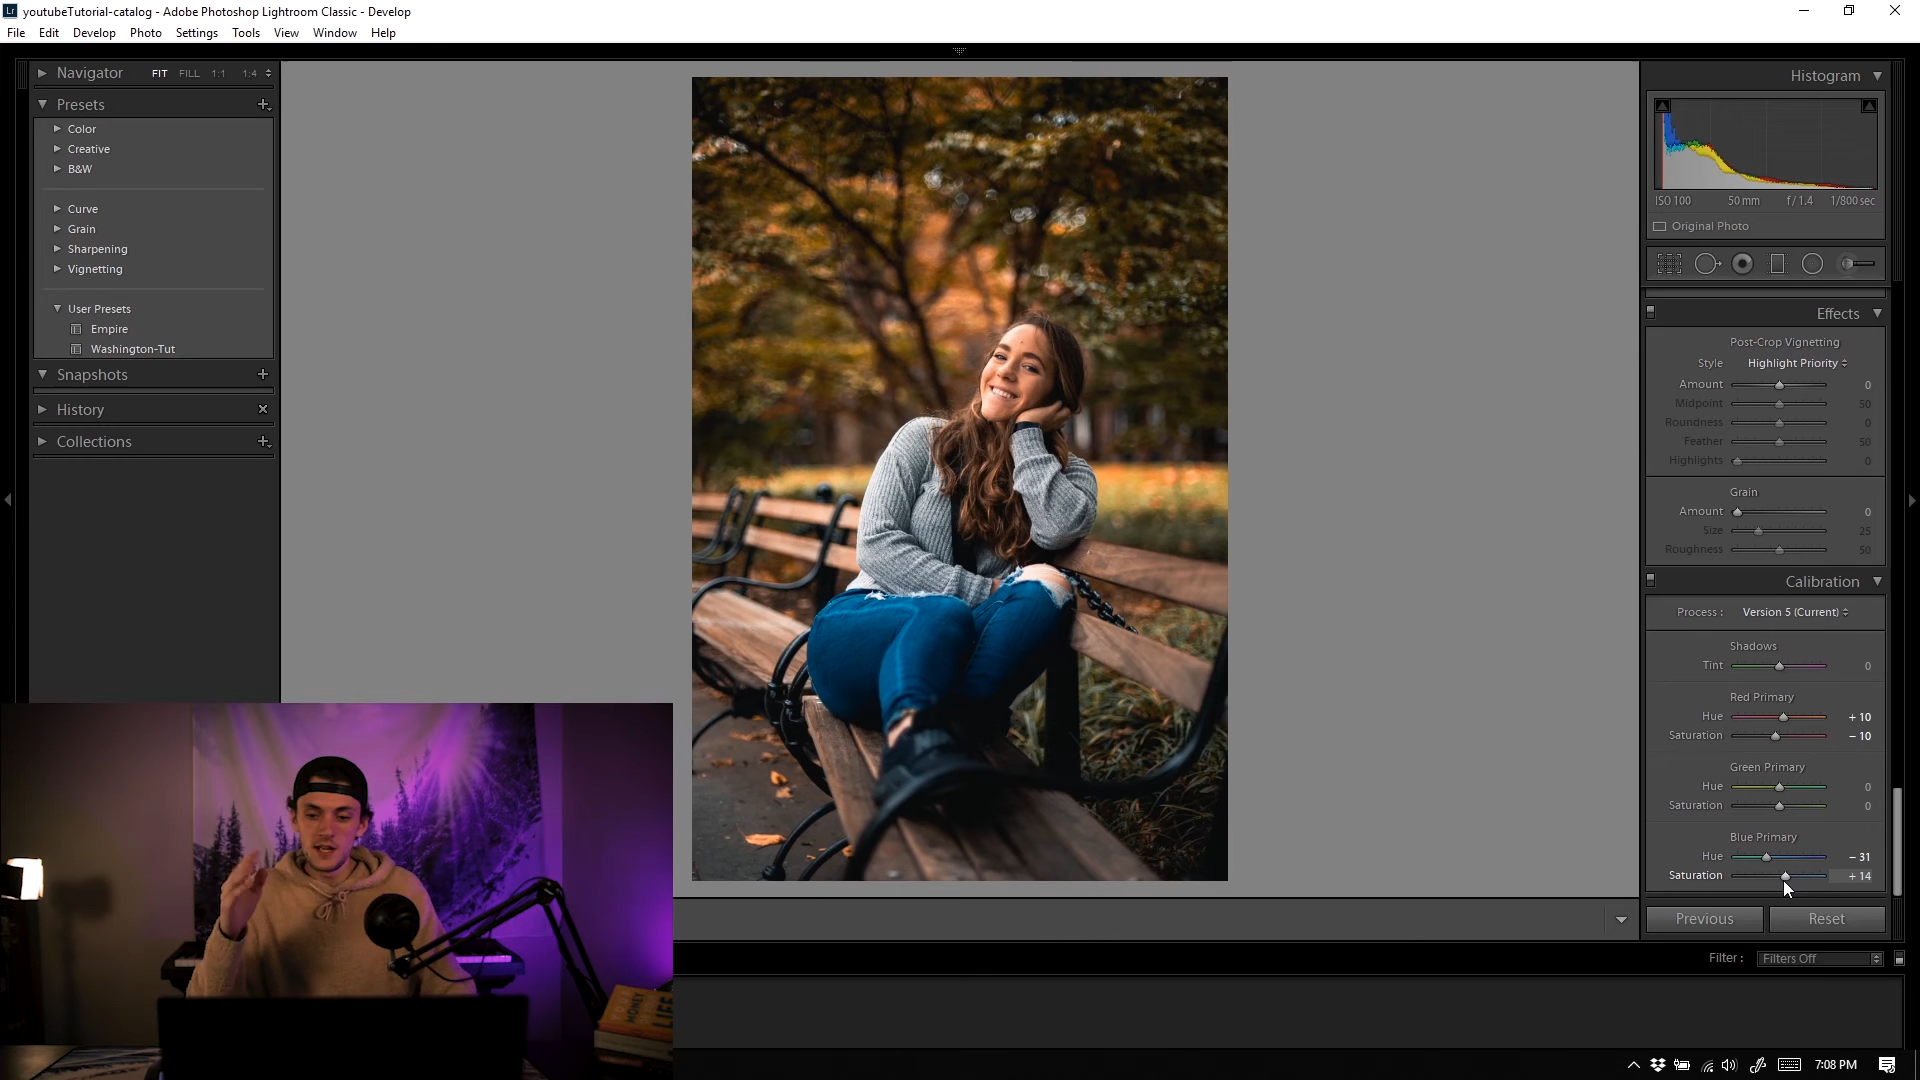 Lr youtubeTutorial-catalog - Adobe Photoshop Lightroom Classic - Develop
File Edit Develop Photo Settings Tools View Window Help
Navigator FIT FILL 1:1 1:4
Presets
Color
Creative
B&W
Curve
Grain
Sharpening
Vignetting
User Presets
Empire
Washington-Tut
Snapshots
History
Collections
Histogram
ISO 100 50 mm f / 1.4 1/800 sec
Original Photo
Effects
Post-Crop Vignetting
Style Highlight Priority
Amount 0
Midpoint 50
Roundness 0
Feather 50
Highlights 0
Grain
Amount 0
Size 25
Roughness 50
Calibration
Process : Version 5 (Current)
Shadows
Tint 0
Red Primary
Hue + 10
Saturation – 10
Green Primary
Hue 0
Saturation 0
Blue Primary
Hue – 31
Saturation + 14
Previous Reset
Filter : Filters Off
MONEY
LIFE
7:08 PM